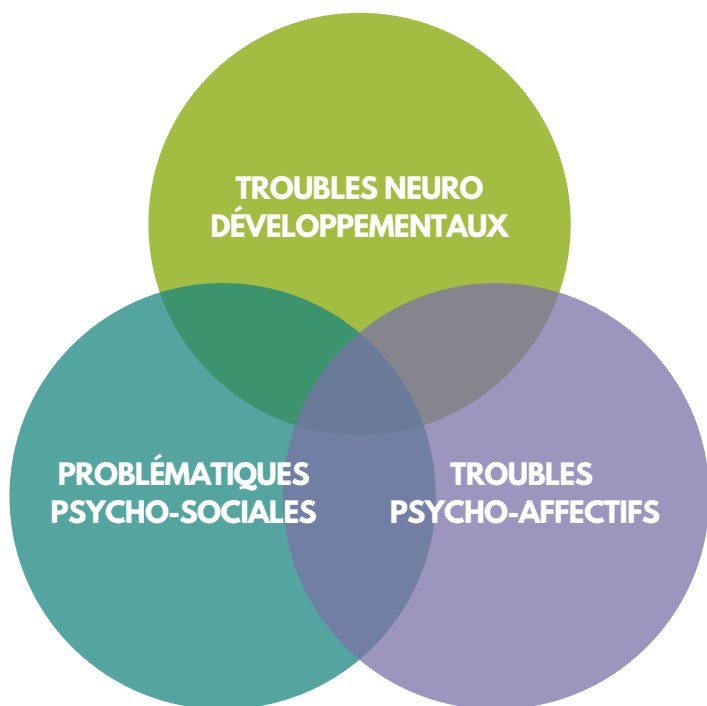 TROUBLES NEURO
DÉVELOPPEMENTAUX
PROBLÉMATIQUES
PSYCHO-SOCIALES
TROUBLES
PSYCHO-AFFECTIFS